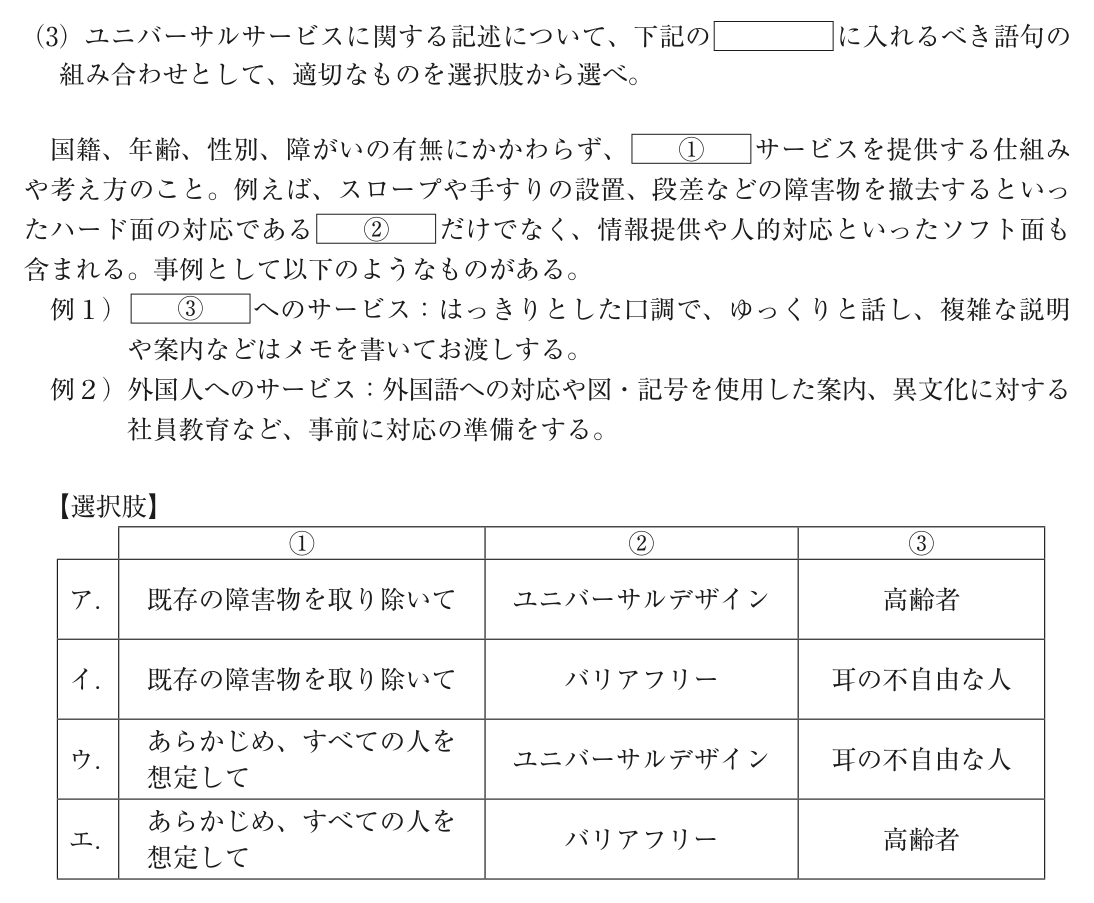 (3) ユニバーサルサービスに関する記述について、下記の　　　に入れるべき語句の
組み合わせとして、適切なものを選択肢から選べ。
国籍、年齢、性別、障がいの有無にかかわらず、①サービスを提供する仕組み
や考え方のこと。例えば、スロープや手すりの設置、段差などの障害物を撤去するといっ
たハード面の対応である②だけでなく、情報提供や人的対応といったソフト面も
含まれる。事例として以下のようなものがある。
例1)③へのサービス：はっきりとした口調で、ゆっくりと話し、複雑な説明
や案内などはメモを書いてお渡しする。
例2)外国人へのサービス：外国語への対応や図・記号を使用した案内、異文化に対する
社員教育など、事前に対応の準備をする。
【選択肢】
① ② ③
ア. 既存の障害物を取り除いて ユニバーサルデザイン 高齢者
イ. 既存の障害物を取り除いて バリアフリー 耳の不自由な人
ウ. あらかじめ、すべての人を
想定して ユニバーサルデザイン 耳の不自由な人
エ. あらかじめ、すべての人を
想定して バリアフリー 高齢者